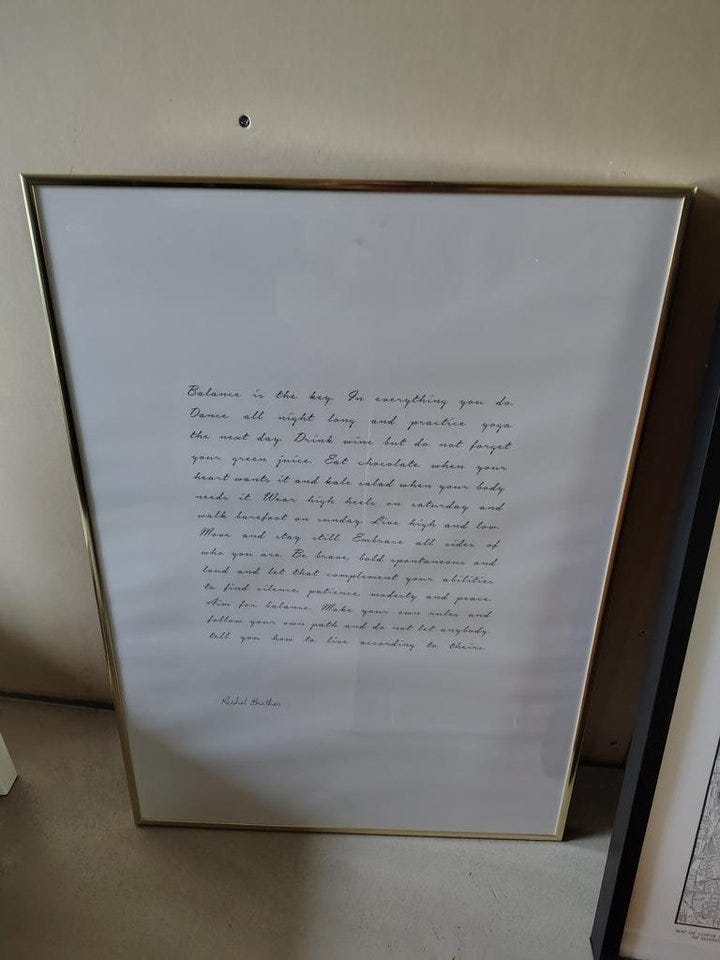 Balance is the key. In everything you do.
Dance all night long and practice yoga
the next day. Drink wine but do not forget
your green juice. Eat chocolate when your
heart wants it and kale salad when your body
needs it. Wear high heels on saturday and
walk barefoot on sunday. Live high and low.
Move and stay still. Embrace all sides of
who you are. Be brave, bold spontaneous and
loud and let that complement your abilities
to find silence, patience, modesty and peace.
Aim for balance. Make your own rules and
follow your own path and do not let anybody
tell you how to live according to theirs.
Rachel Brathen
MAP OF
OF